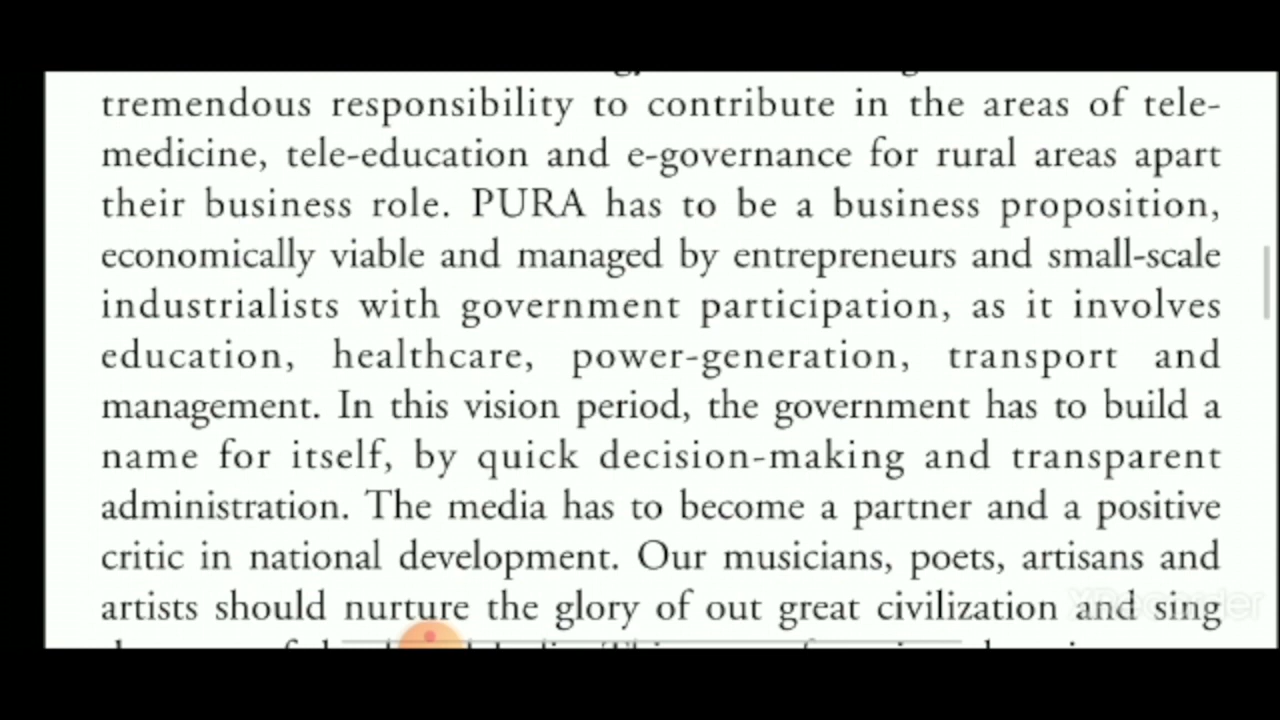 tremendous responsibility to contribute in the areas of tele-
medicine, tele-education and e-governance for rural areas apart
their business role. PURA has to be a business proposition,
economically viable and managed by entrepreneurs and small-scale
industrialists with government participation, as it involves
education, healthcare, power-generation, transport and
management. In this vision period, the government has to build a
name for itself, by quick decision-making and transparent
administration. The media has to become a partner and a positive
critic in national development. Our musicians, poets, artisans and
artists should nurture the glory of out great civilization and sing
XRecorder